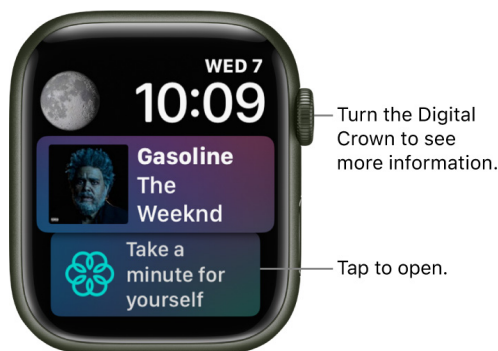 WED 7
10:09
Gasoline
The
Weeknd
Take a
minute for
yourself
Turn the Digital
Crown to see
more information.
Tap to open.